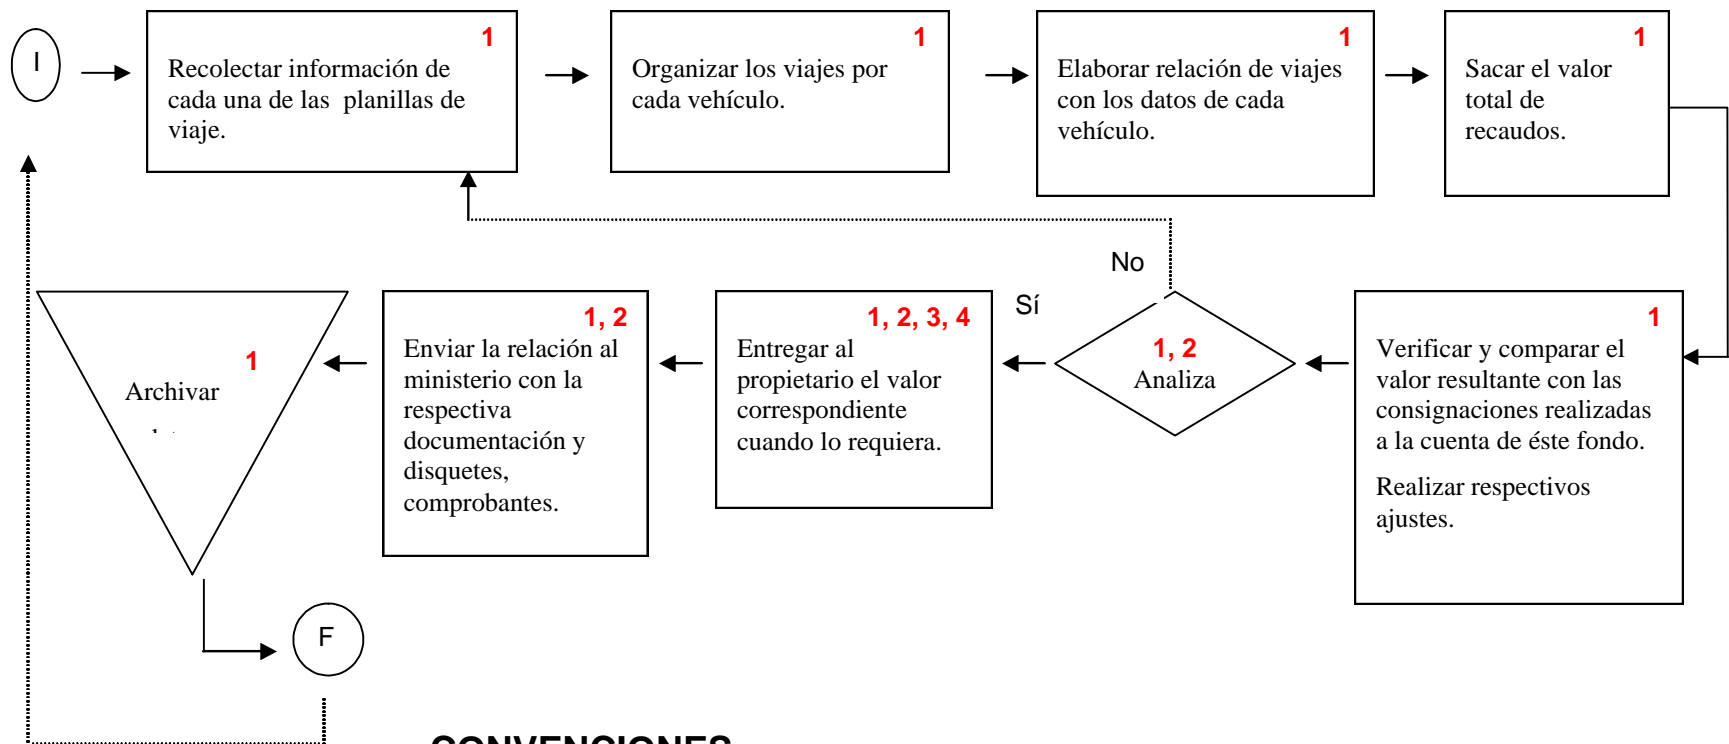 I
1
Recolectar información de
cada una de las planillas de
viaje.
1
Organizar los viajes por
cada vehículo.
1
Elaborar relación de viajes
con los datos de cada
vehículo.
1
Sacar el valor
total de
recaudos.
No
Sí
1
Archivar
1, 2
Enviar la relación al
ministerio con la
respectiva
documentación y
disquetes,
comprobantes.
1, 2, 3, 4
Entregar al
propietario el valor
correspondiente
cuando lo requiera.
1, 2
Analiza
1
Verificar y comparar el
valor resultante con las
consignaciones realizadas
a la cuenta de éste fondo.
Realizar respectivos
ajustes.
F
CONVENCIONES